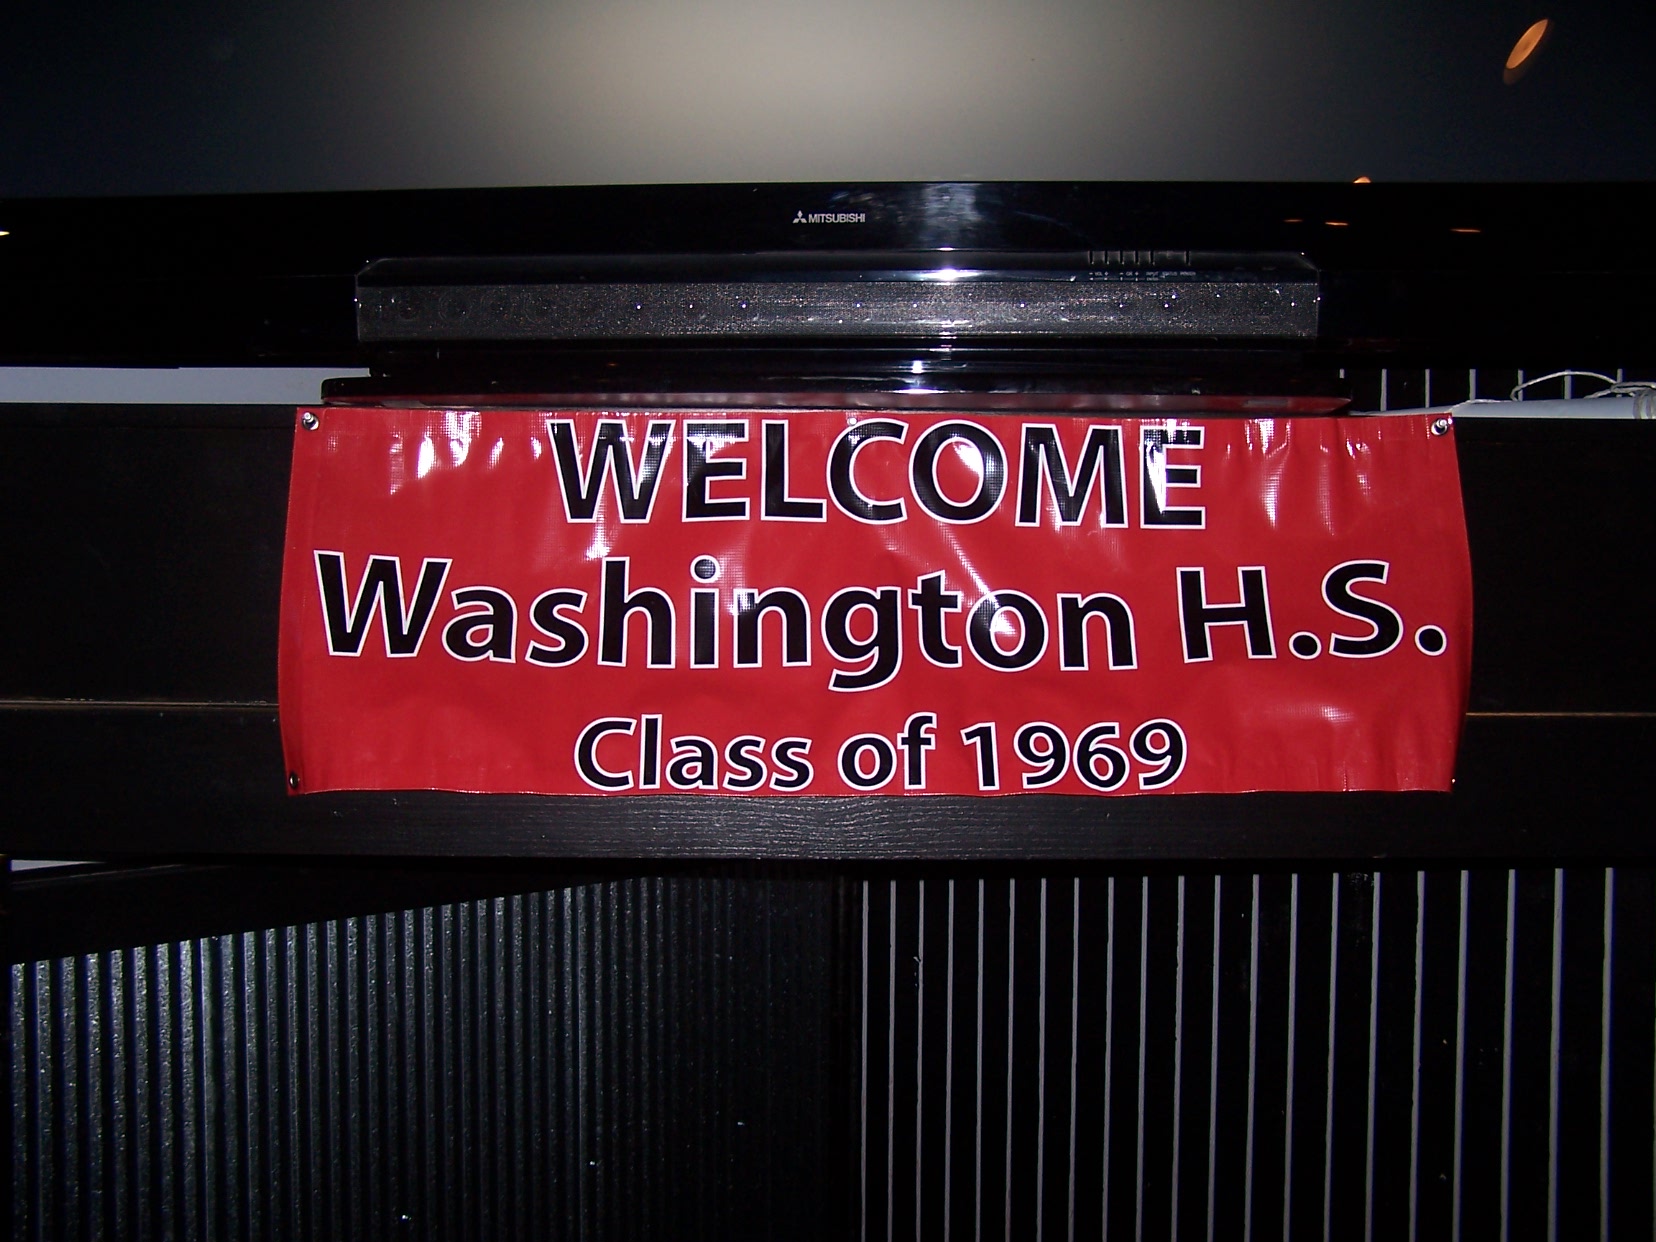 MITSUBISHI
WELCOME
Washington H.S.
Class of 1969